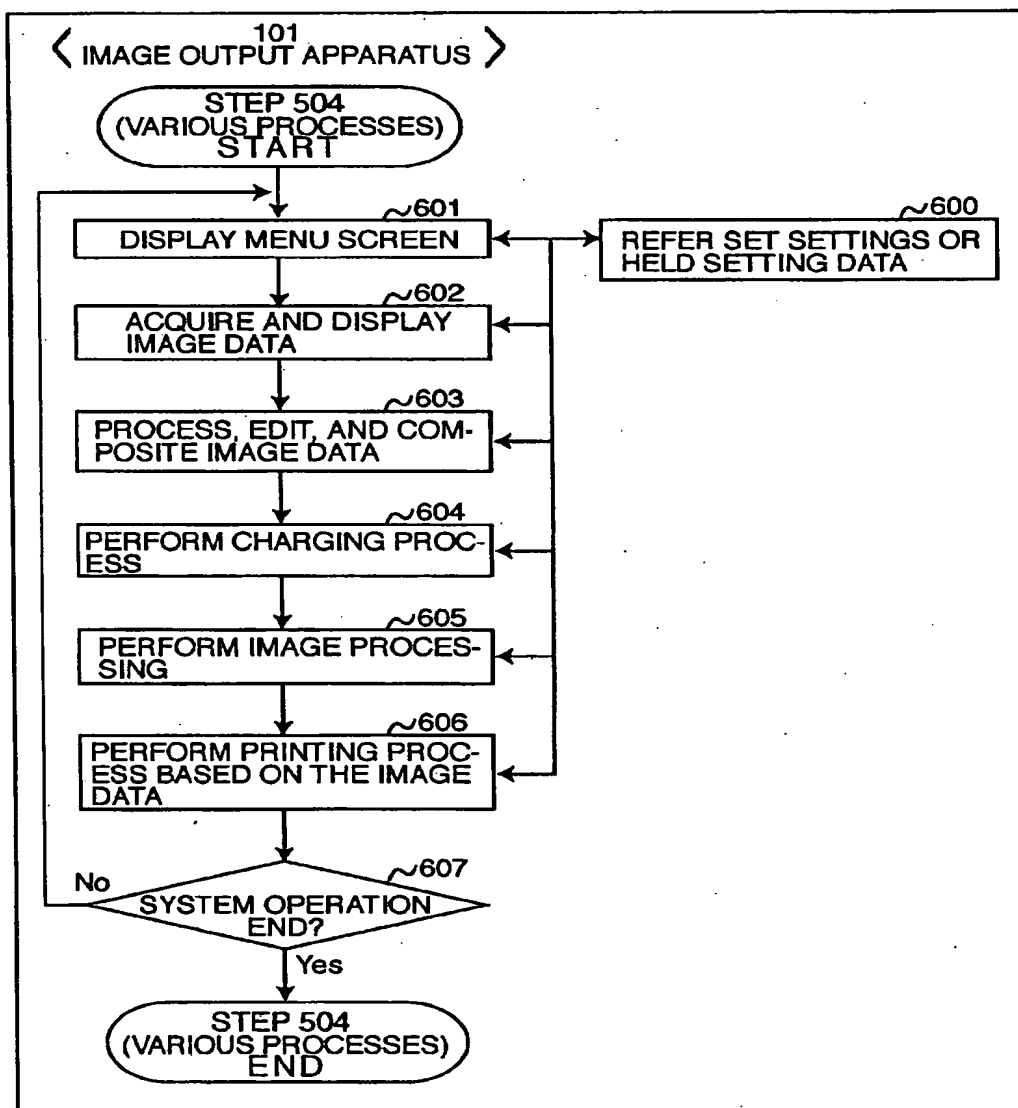 101
< IMAGE OUTPUT APPARATUS >
STEP 504
(VARIOUS PROCESSES)
START
601
DISPLAY MENU SCREEN
600
REFER SET SETTINGS OR
HELD SETTING DATA
602
ACQUIRE AND DISPLAY
IMAGE DATA
603
PROCESS, EDIT, AND COM-
POSITE IMAGE DATA
604
PERFORM CHARGING PROC-
ESS
605
PERFORM IMAGE PROCES-
SING
606
PERFORM PRINTING PROC-
ESS BASED ON THE IMAGE
DATA
607
No
SYSTEM OPERATION
END?
Yes
STEP 504
(VARIOUS PROCESSES)
END